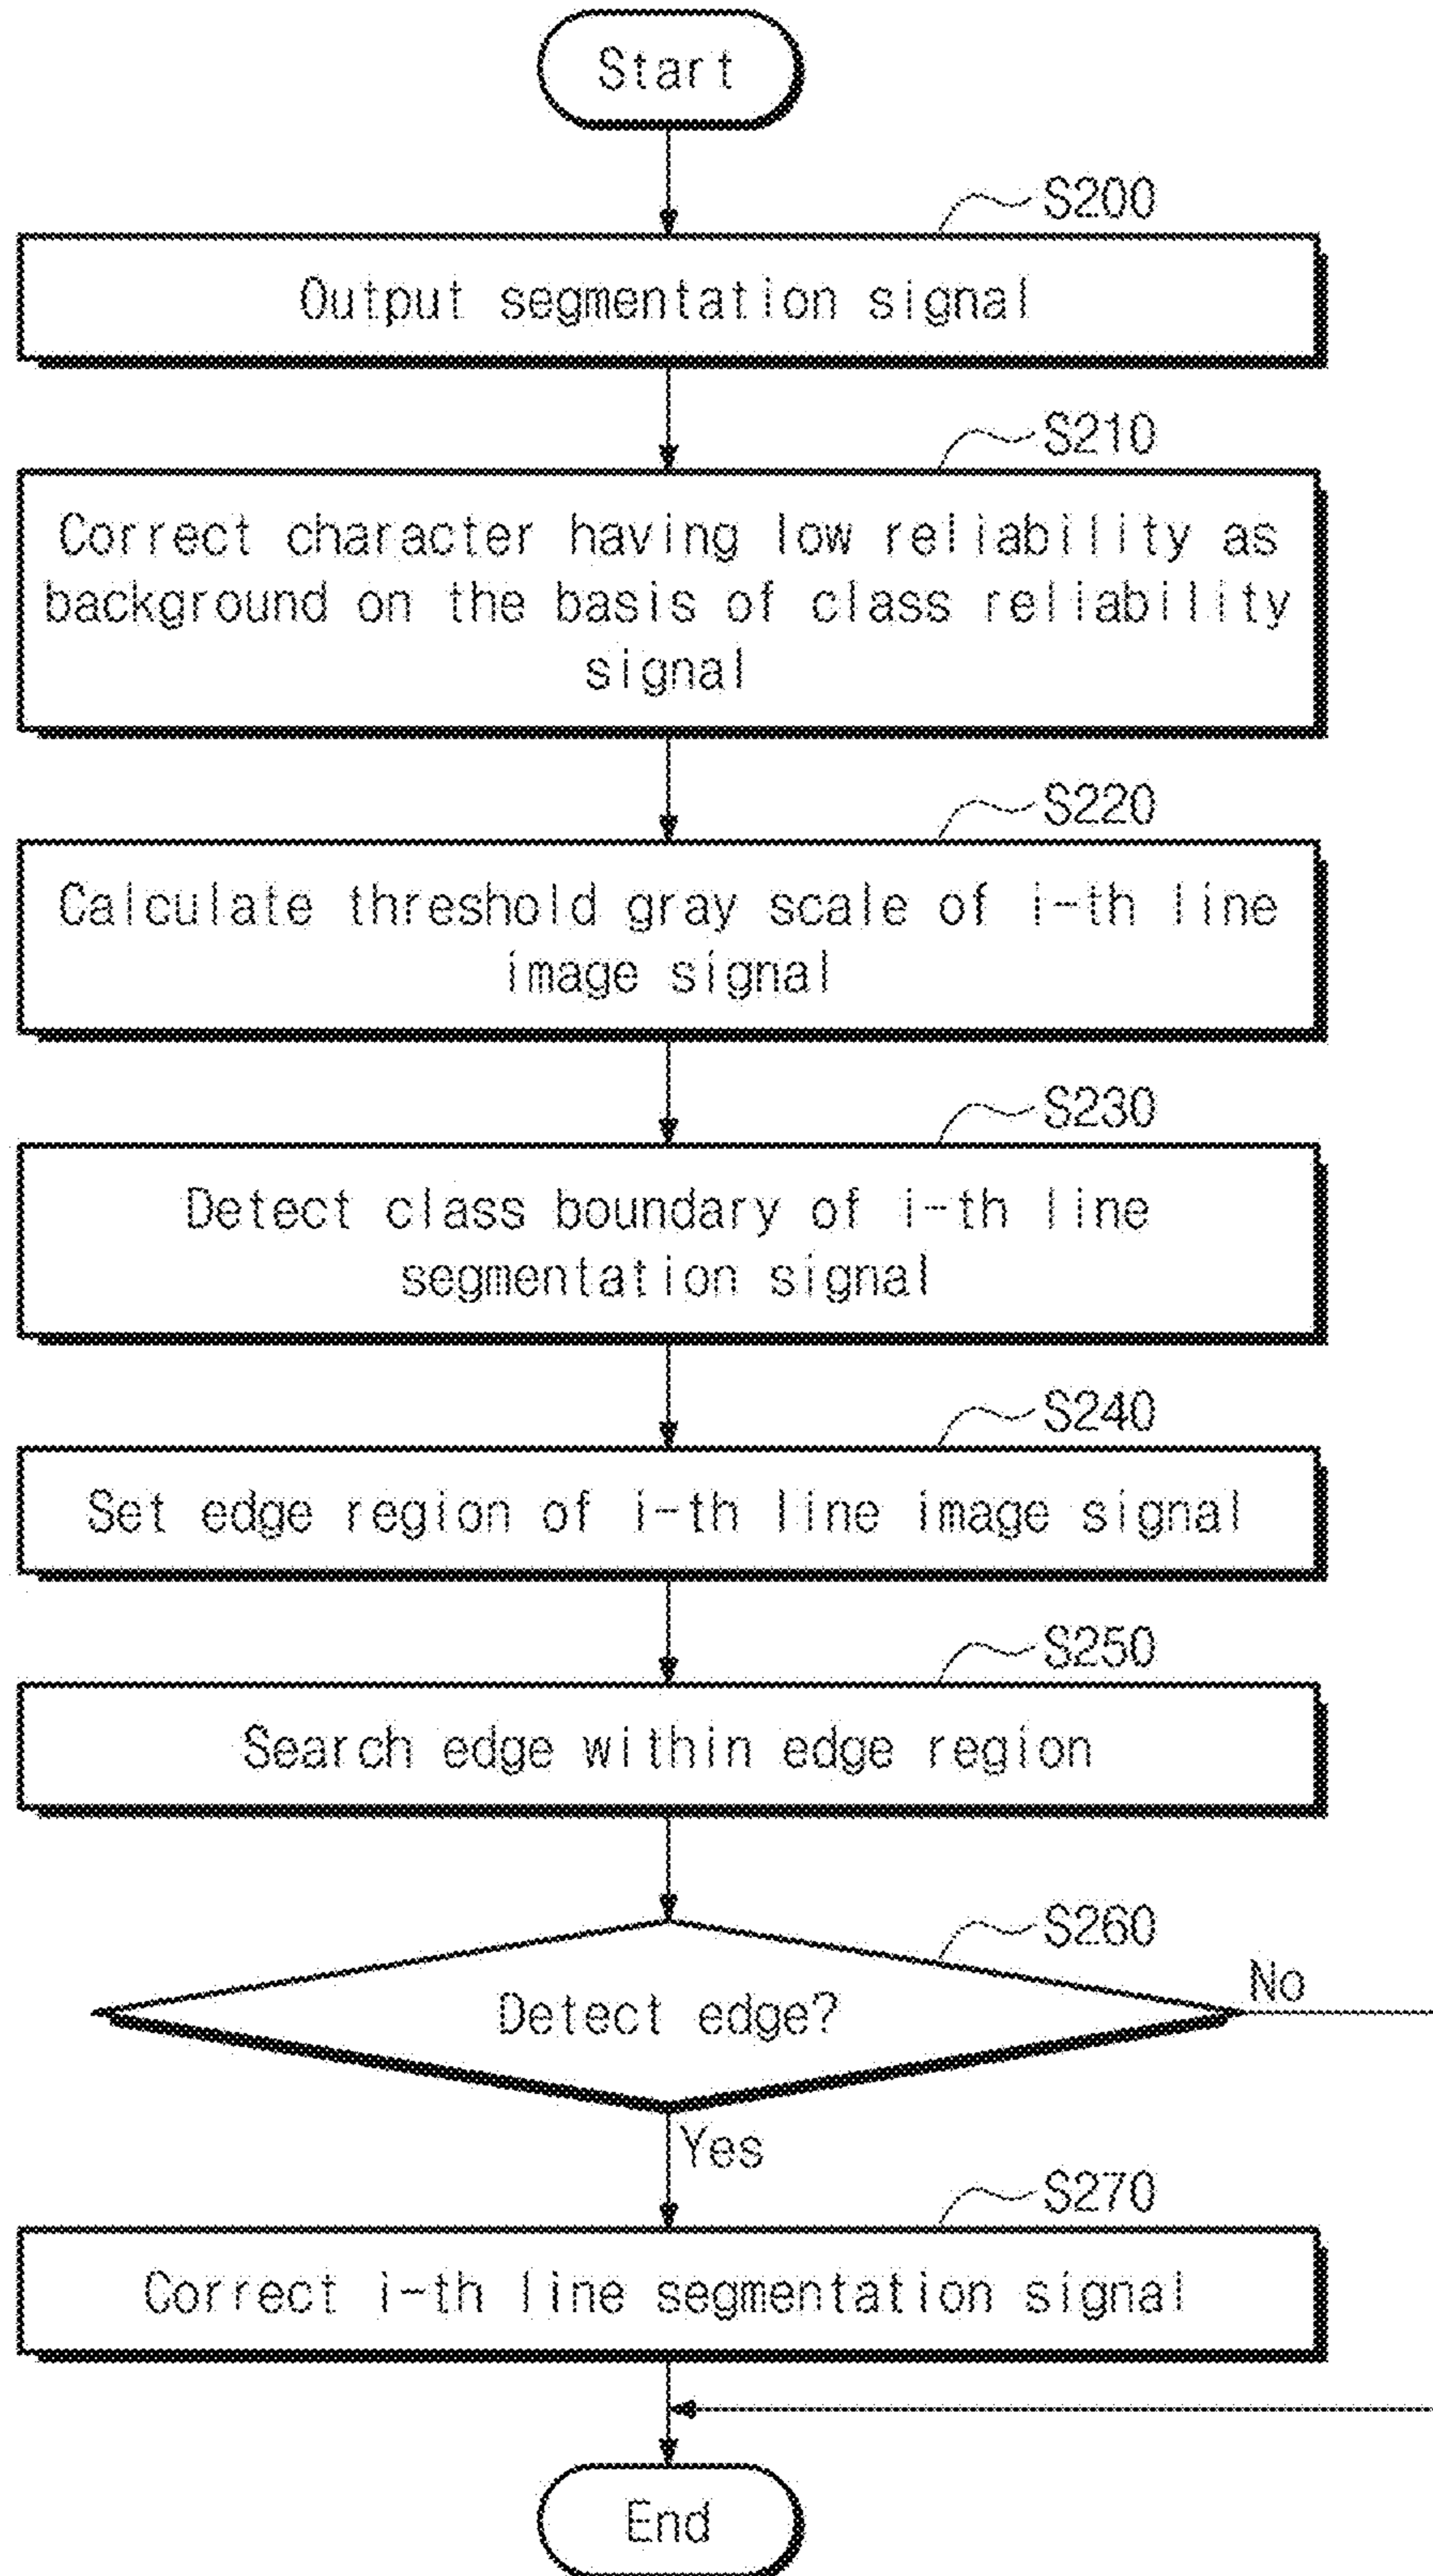 Start
S200
Output segmentation signal
S210
Correct character having low reliability as
background on the basis of class reliability
signal
S220
Calculate threshold gray scale of i-th line
image signal
S230
Detect class boundary of i-th line
segmentation signal
S240
Set edge region of i-th line image signal
S250
Search edge within edge region
S260
Detect edge?
No
Yes
S270
Correct i-th line segmentation signal
End